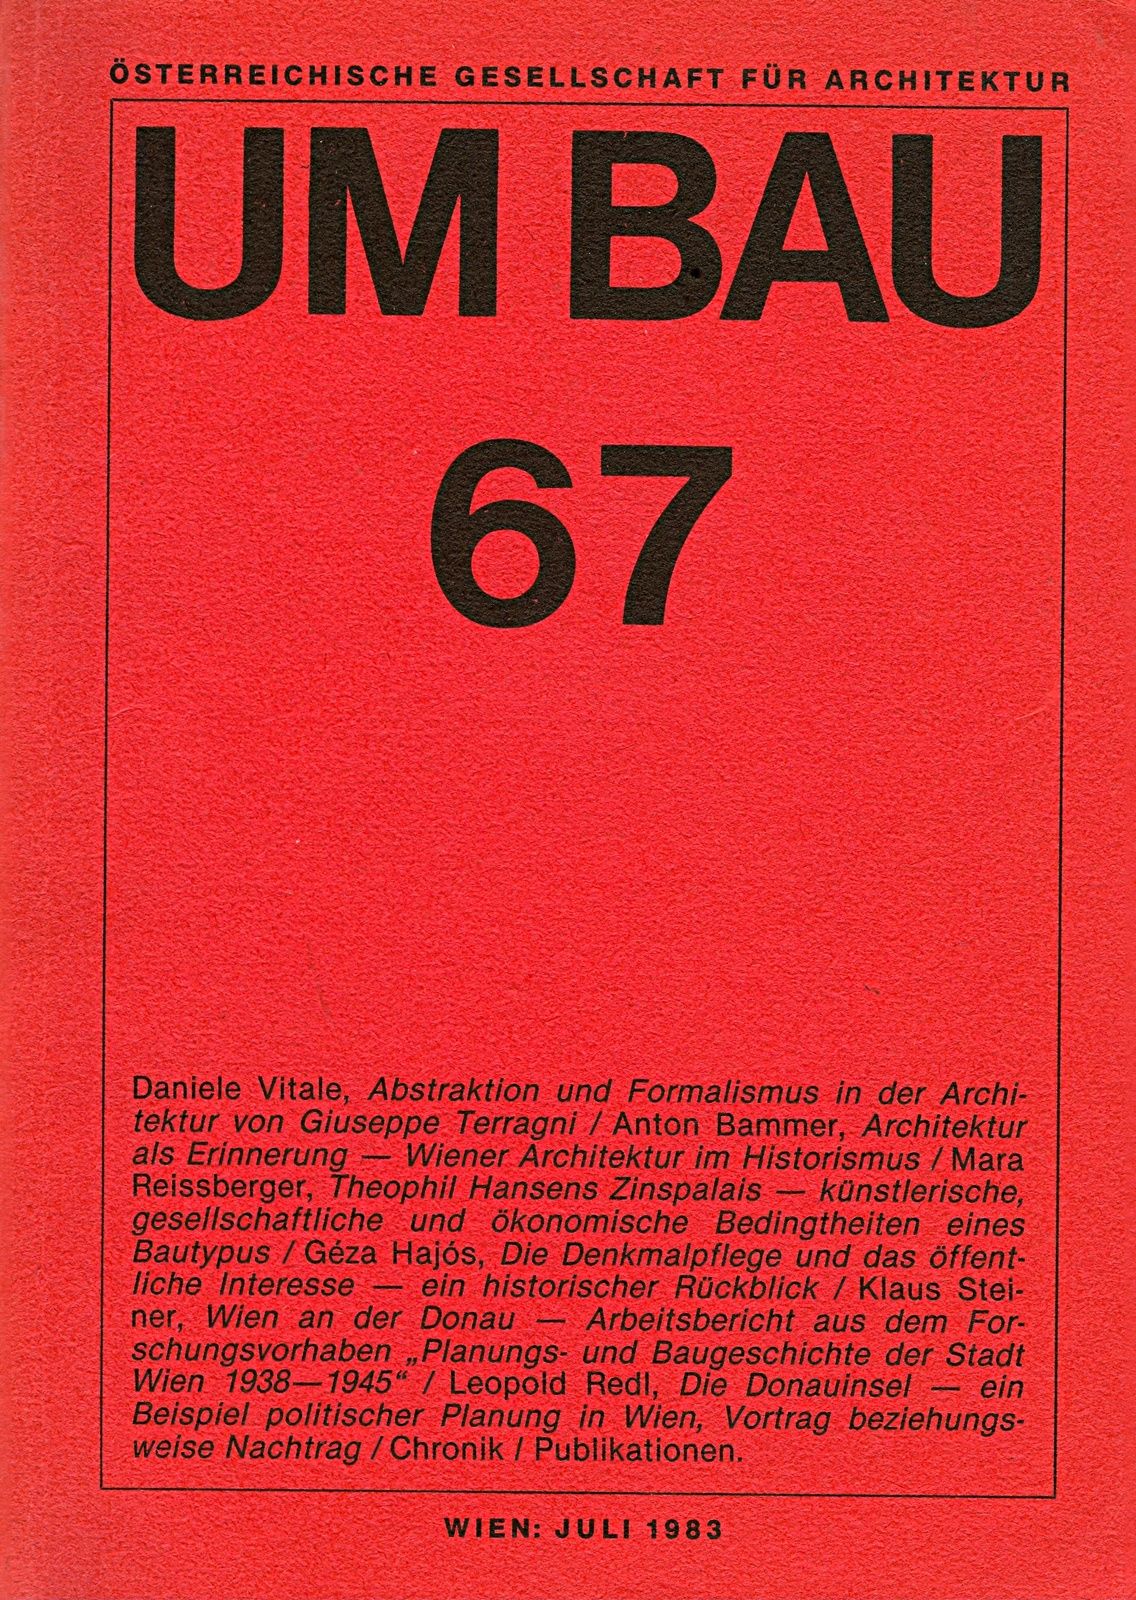 ÖSTERREICHISCHE GESELLSCHAFT FÜR ARCHITEKTUR
UM BAU
67
Daniele Vitale, Abstraktion und Formalismus in der Archi-
tektur von Giuseppe Terragni / Anton Bammer, Architektur
als Erinnerung — Wiener Architektur im Historismus / Mara
Reissberger, Theophil Hansens Zinspalais — künstlerische,
gesellschaftliche und ökonomische Bedingtheiten eines
Bautypus / Géza Hajós, Die Denkmalpflege und das öffent-
liche Interesse — ein historischer Rückblick / Klaus Stei-
ner, Wien an der Donau — Arbeitsbericht aus dem For-
schungsvorhaben „Planungs- und Baugeschichte der Stadt
Wien 1938—1945“ / Leopold Redl, Die Donauinsel — ein
Beispiel politischer Planung in Wien, Vortrag beziehungs-
weise Nachtrag / Chronik / Publikationen.
WIEN: JULI 1983